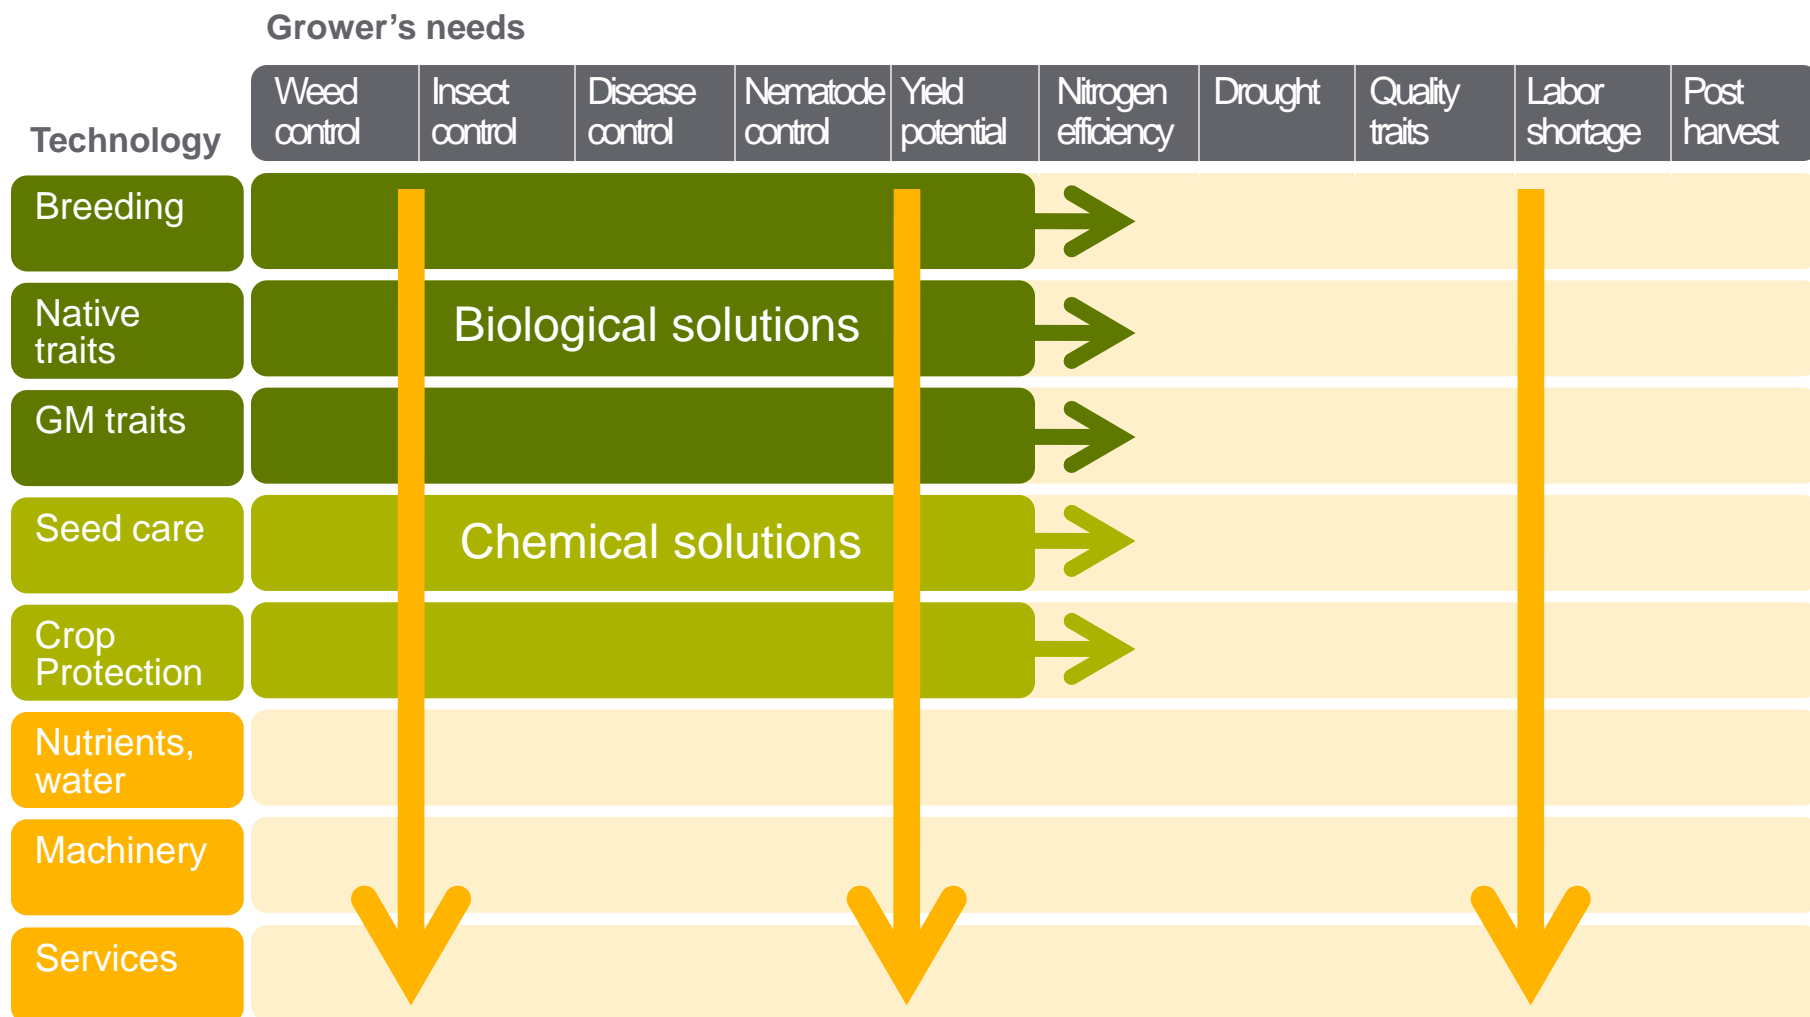 Grower’s needs
Technology
Weed
control
Insect
control
Disease
control
Nematode
control
Yield
potential
Nitrogen
efficiency
Drought
Quality
traits
Labor
shortage
Post
harvest
Breeding
Native
traits
Biological solutions
GM traits
Seed care
Chemical solutions
Crop
Protection
Nutrients,
water
Machinery
Services